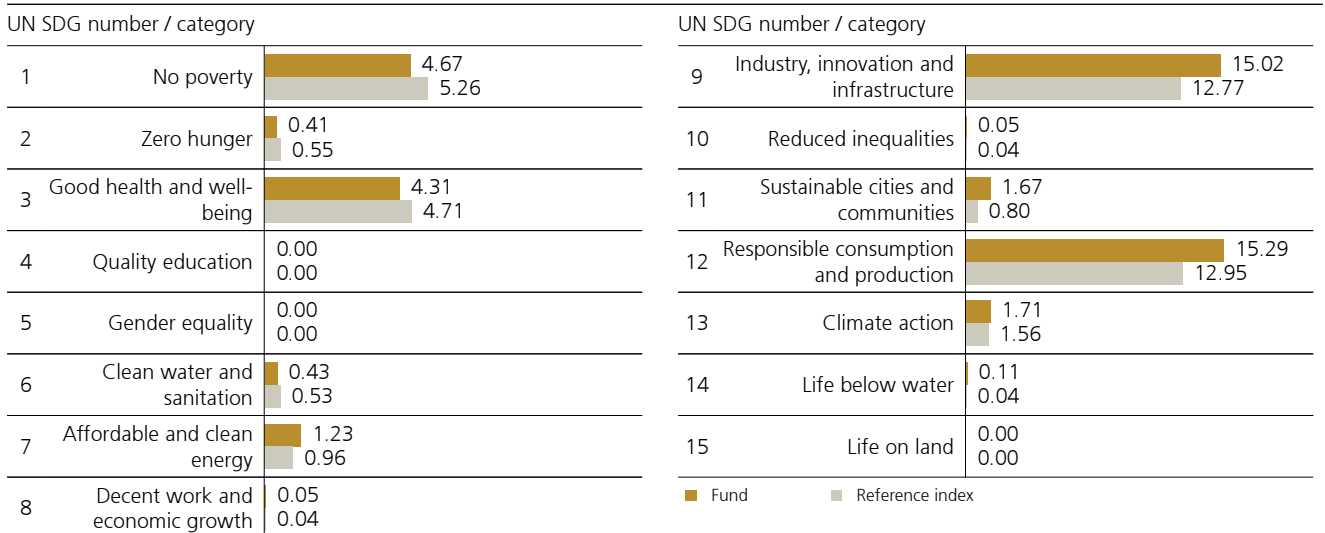 UN SDG number / category
1
No poverty
4.67
5.26
2
Zero hunger
0.41
0.55
3
Good health and well-
being
4.31
4.71
4
Quality education
0.00
0.00
5
Gender equality
0.00
0.00
6
Clean water and
sanitation
0.43
0.53
7
Affordable and clean
energy
1.23
0.96
8
Decent work and
economic growth
0.05
0.04
UN SDG number / category
9
Industry, innovation and
infrastructure
15.02
12.77
10
Reduced inequalities
0.05
0.04
11
Sustainable cities and
communities
1.67
0.80
12
Responsible consumption
and production
15.29
12.95
13
Climate action
1.71
1.56
14
Life below water
0.11
0.04
15
Life on land
0.00
0.00
Fund
Reference index